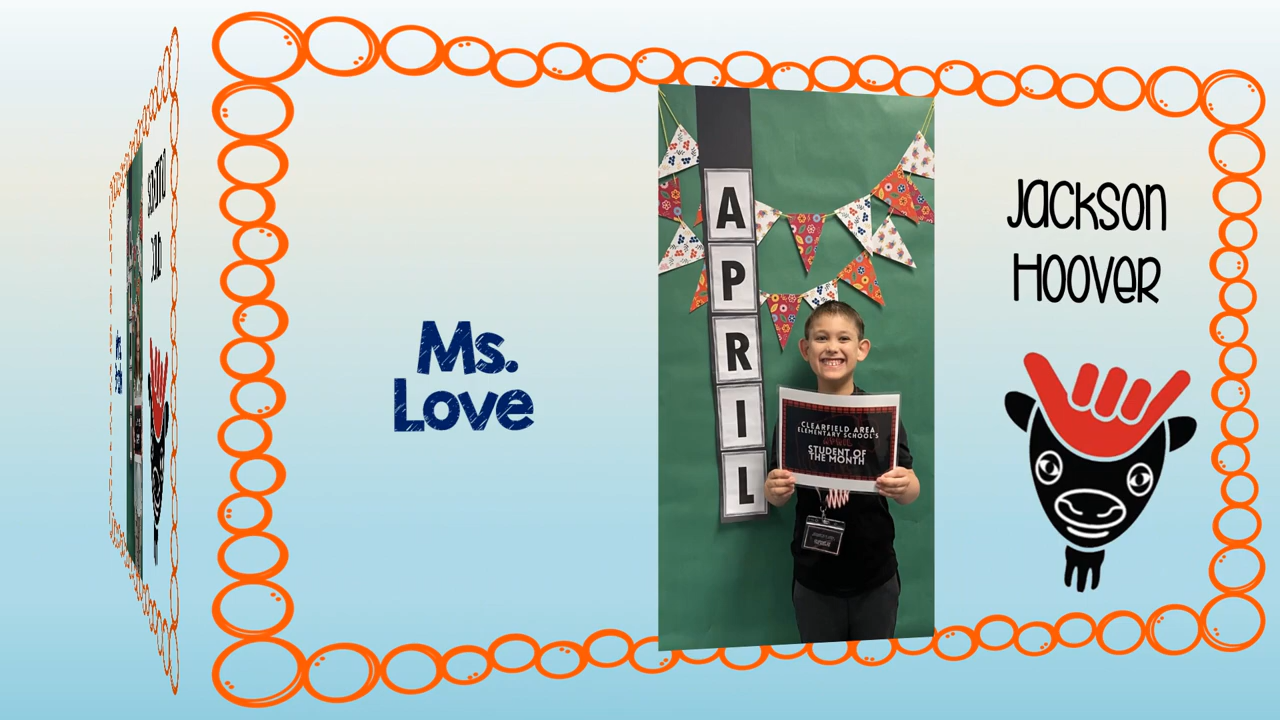 Ms.
Love
A
P
R
I
L
CLEARFIELD AREA
ELEMENTARY SCHOOL'S
APRIL
STUDENT OF
THE MONTH
Jackson
Hoover